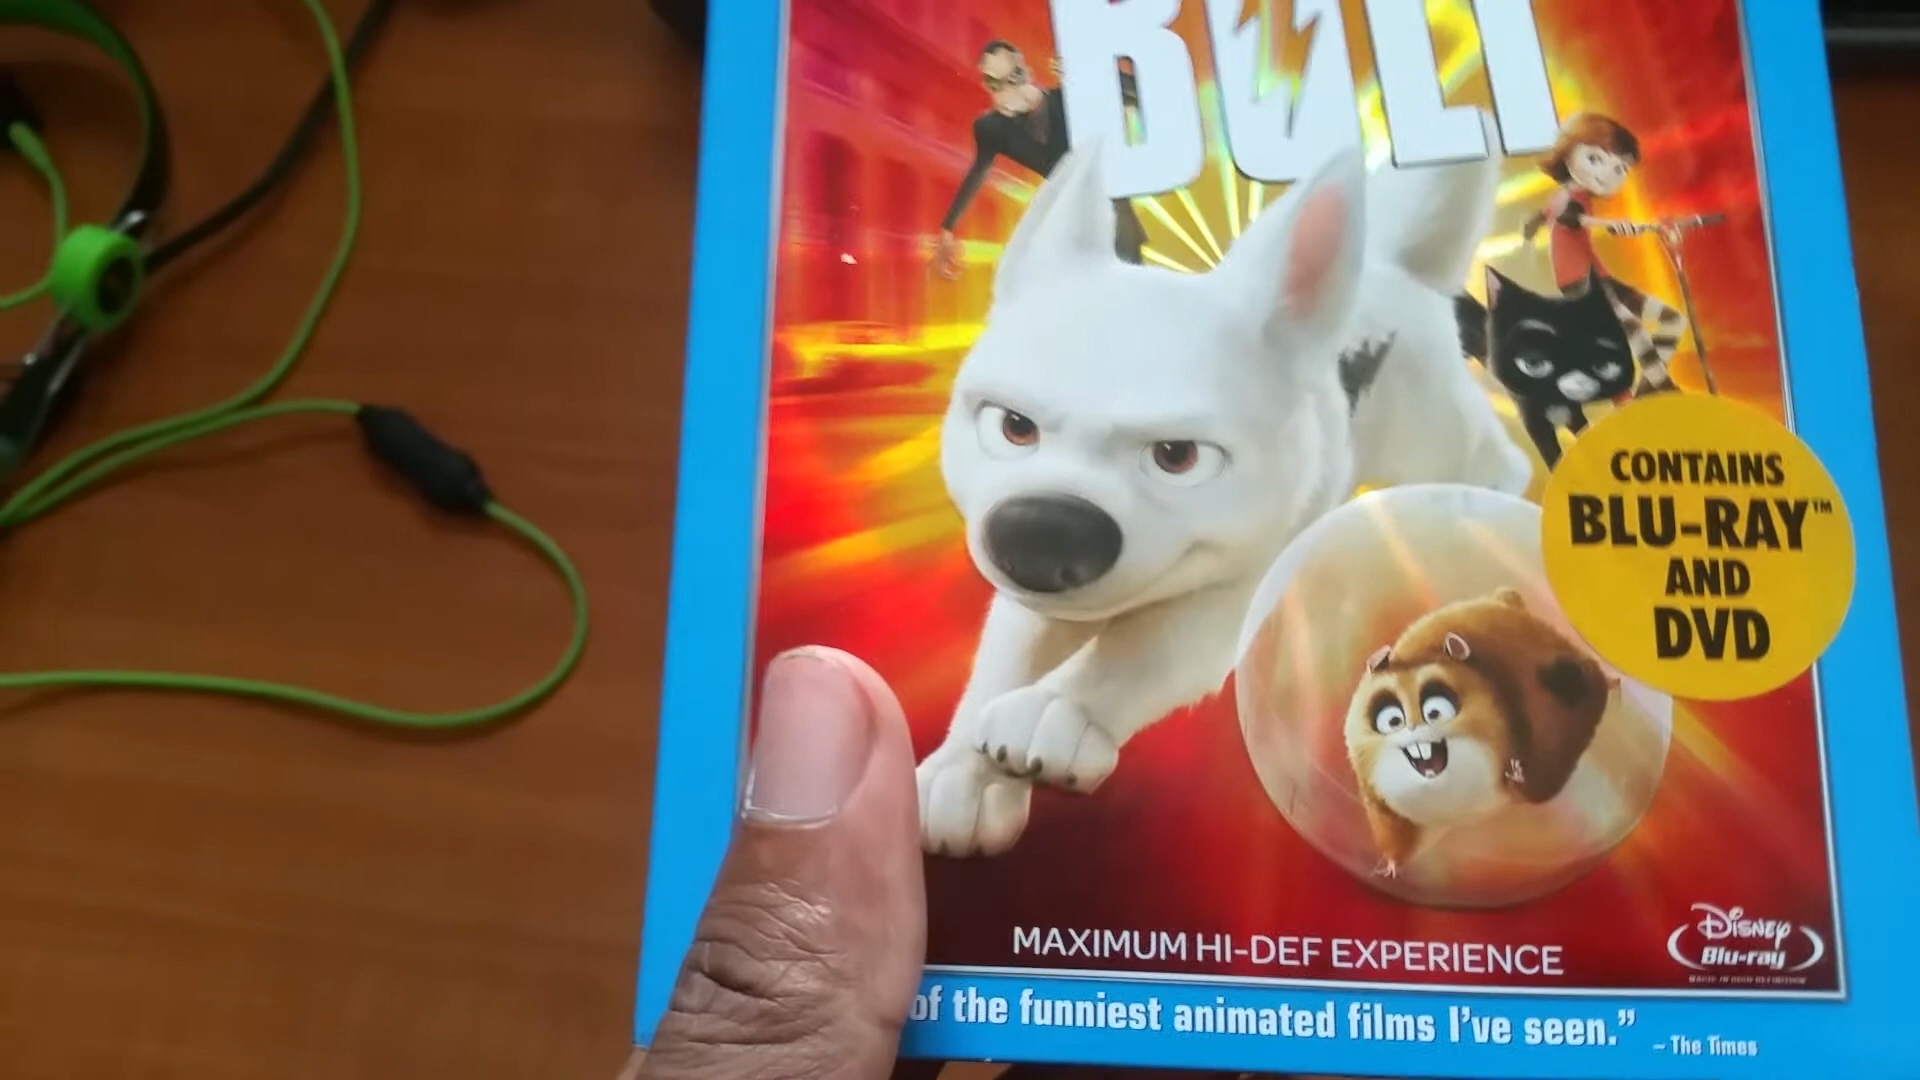 BOLT
CONTAINS
BLU-RAY™
AND
DVD
MAXIMUM HI-DEF EXPERIENCE
DISNEY
Blu-ray
of the funniest animated films I've seen."
– The Times